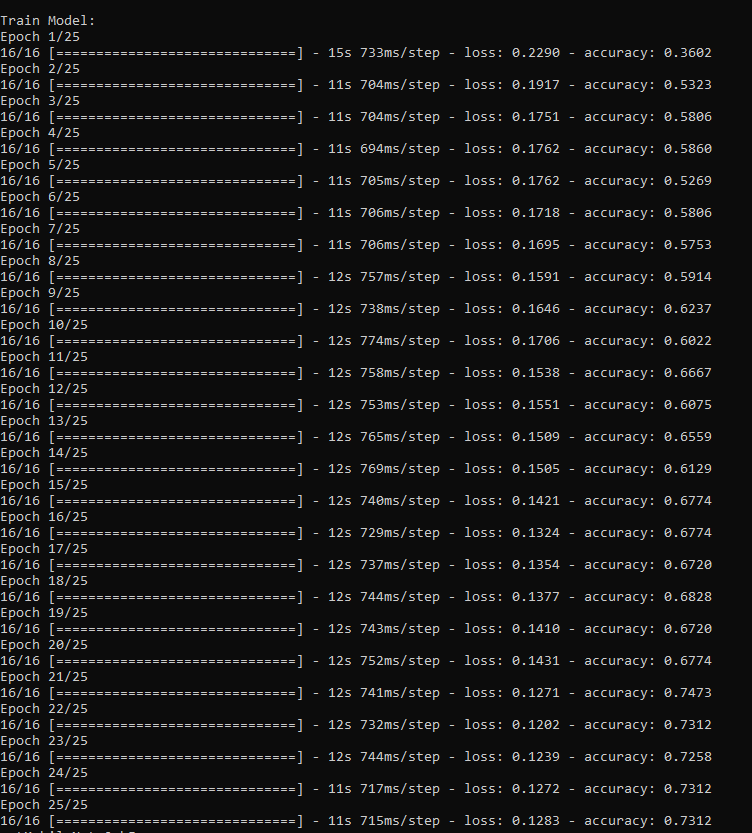 Train Model:
Epoch 1/25
16/16 [==============================] - 15s 733ms/step - loss: 0.2290 - accuracy: 0.3602
Epoch 2/25
16/16 [==============================] - 11s 704ms/step - loss: 0.1917 - accuracy: 0.5323
Epoch 3/25
16/16 [==============================] - 11s 704ms/step - loss: 0.1751 - accuracy: 0.5806
Epoch 4/25
16/16 [==============================] - 11s 694ms/step - loss: 0.1762 - accuracy: 0.5860
Epoch 5/25
16/16 [==============================] - 11s 705ms/step - loss: 0.1762 - accuracy: 0.5269
Epoch 6/25
16/16 [==============================] - 11s 706ms/step - loss: 0.1718 - accuracy: 0.5806
Epoch 7/25
16/16 [==============================] - 11s 706ms/step - loss: 0.1695 - accuracy: 0.5753
Epoch 8/25
16/16 [==============================] - 12s 757ms/step - loss: 0.1591 - accuracy: 0.5914
Epoch 9/25
16/16 [==============================] - 12s 738ms/step - loss: 0.1646 - accuracy: 0.6237
Epoch 10/25
16/16 [==============================] - 12s 774ms/step - loss: 0.1706 - accuracy: 0.6022
Epoch 11/25
16/16 [==============================] - 12s 758ms/step - loss: 0.1538 - accuracy: 0.6667
Epoch 12/25
16/16 [==============================] - 12s 753ms/step - loss: 0.1551 - accuracy: 0.6075
Epoch 13/25
16/16 [==============================] - 12s 765ms/step - loss: 0.1509 - accuracy: 0.6559
Epoch 14/25
16/16 [==============================] - 12s 769ms/step - loss: 0.1505 - accuracy: 0.6129
Epoch 15/25
16/16 [==============================] - 12s 740ms/step - loss: 0.1421 - accuracy: 0.6774
Epoch 16/25
16/16 [==============================] - 12s 729ms/step - loss: 0.1324 - accuracy: 0.6774
Epoch 17/25
16/16 [==============================] - 12s 737ms/step - loss: 0.1354 - accuracy: 0.6720
Epoch 18/25
16/16 [==============================] - 12s 744ms/step - loss: 0.1377 - accuracy: 0.6828
Epoch 19/25
16/16 [==============================] - 12s 743ms/step - loss: 0.1410 - accuracy: 0.6720
Epoch 20/25
16/16 [==============================] - 12s 752ms/step - loss: 0.1431 - accuracy: 0.6774
Epoch 21/25
16/16 [==============================] - 12s 741ms/step - loss: 0.1271 - accuracy: 0.7473
Epoch 22/25
16/16 [==============================] - 12s 732ms/step - loss: 0.1202 - accuracy: 0.7312
Epoch 23/25
16/16 [==============================] - 12s 744ms/step - loss: 0.1239 - accuracy: 0.7258
Epoch 24/25
16/16 [==============================] - 11s 717ms/step - loss: 0.1272 - accuracy: 0.7312
Epoch 25/25
16/16 [==============================] - 11s 715ms/step - loss: 0.1283 - accuracy: 0.7312